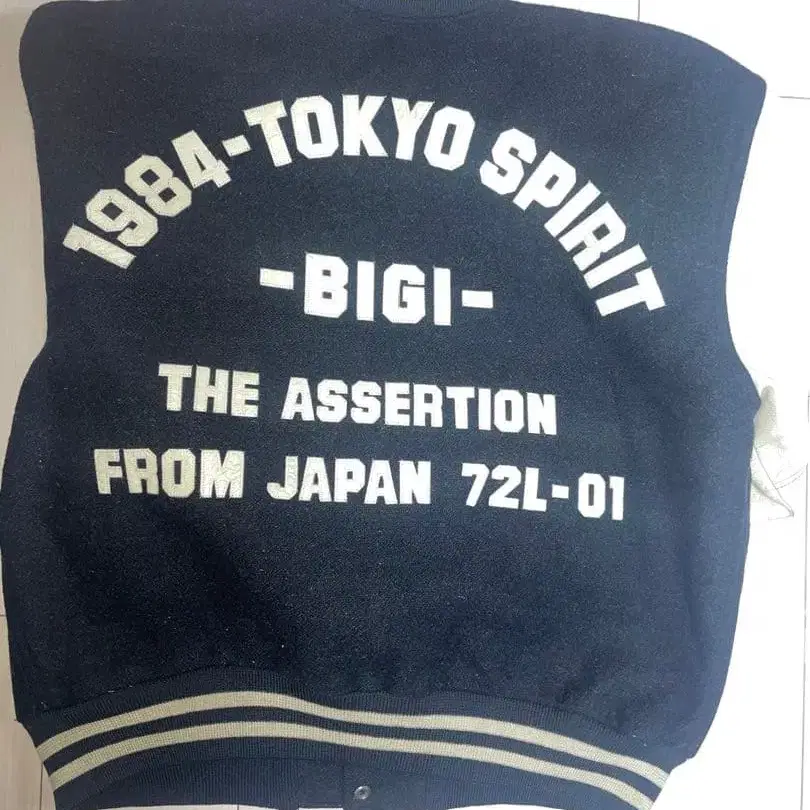 1984-TOKYO SPIRIT
-BIGI-
THE ASSERTION
FROM JAPAN 72L-01